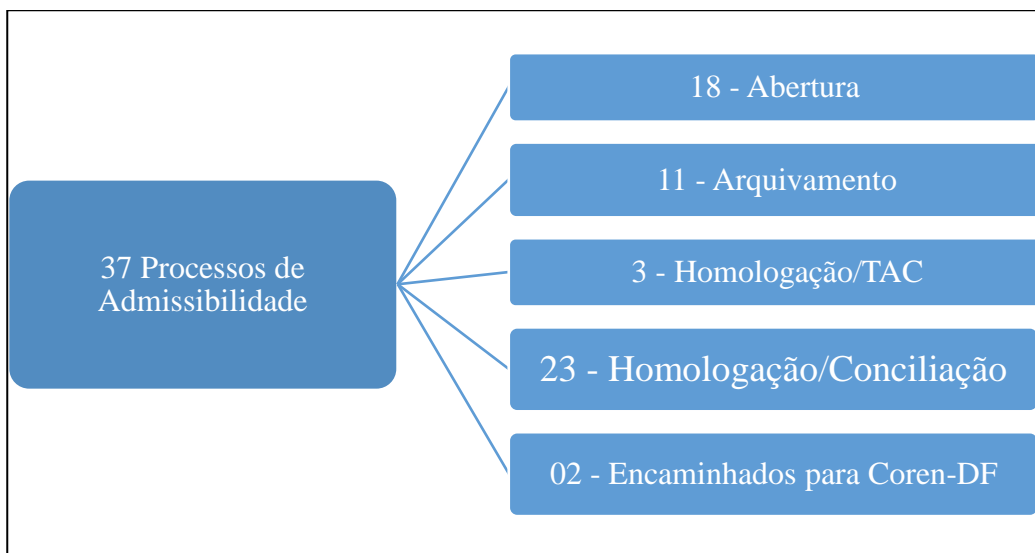 37 Processos de
Admissibilidade
18 - Abertura
11 - Arquivamento
3 - Homologação/TAC
23 - Homologação/Conciliação
02 - Encaminhados para Coren-DF